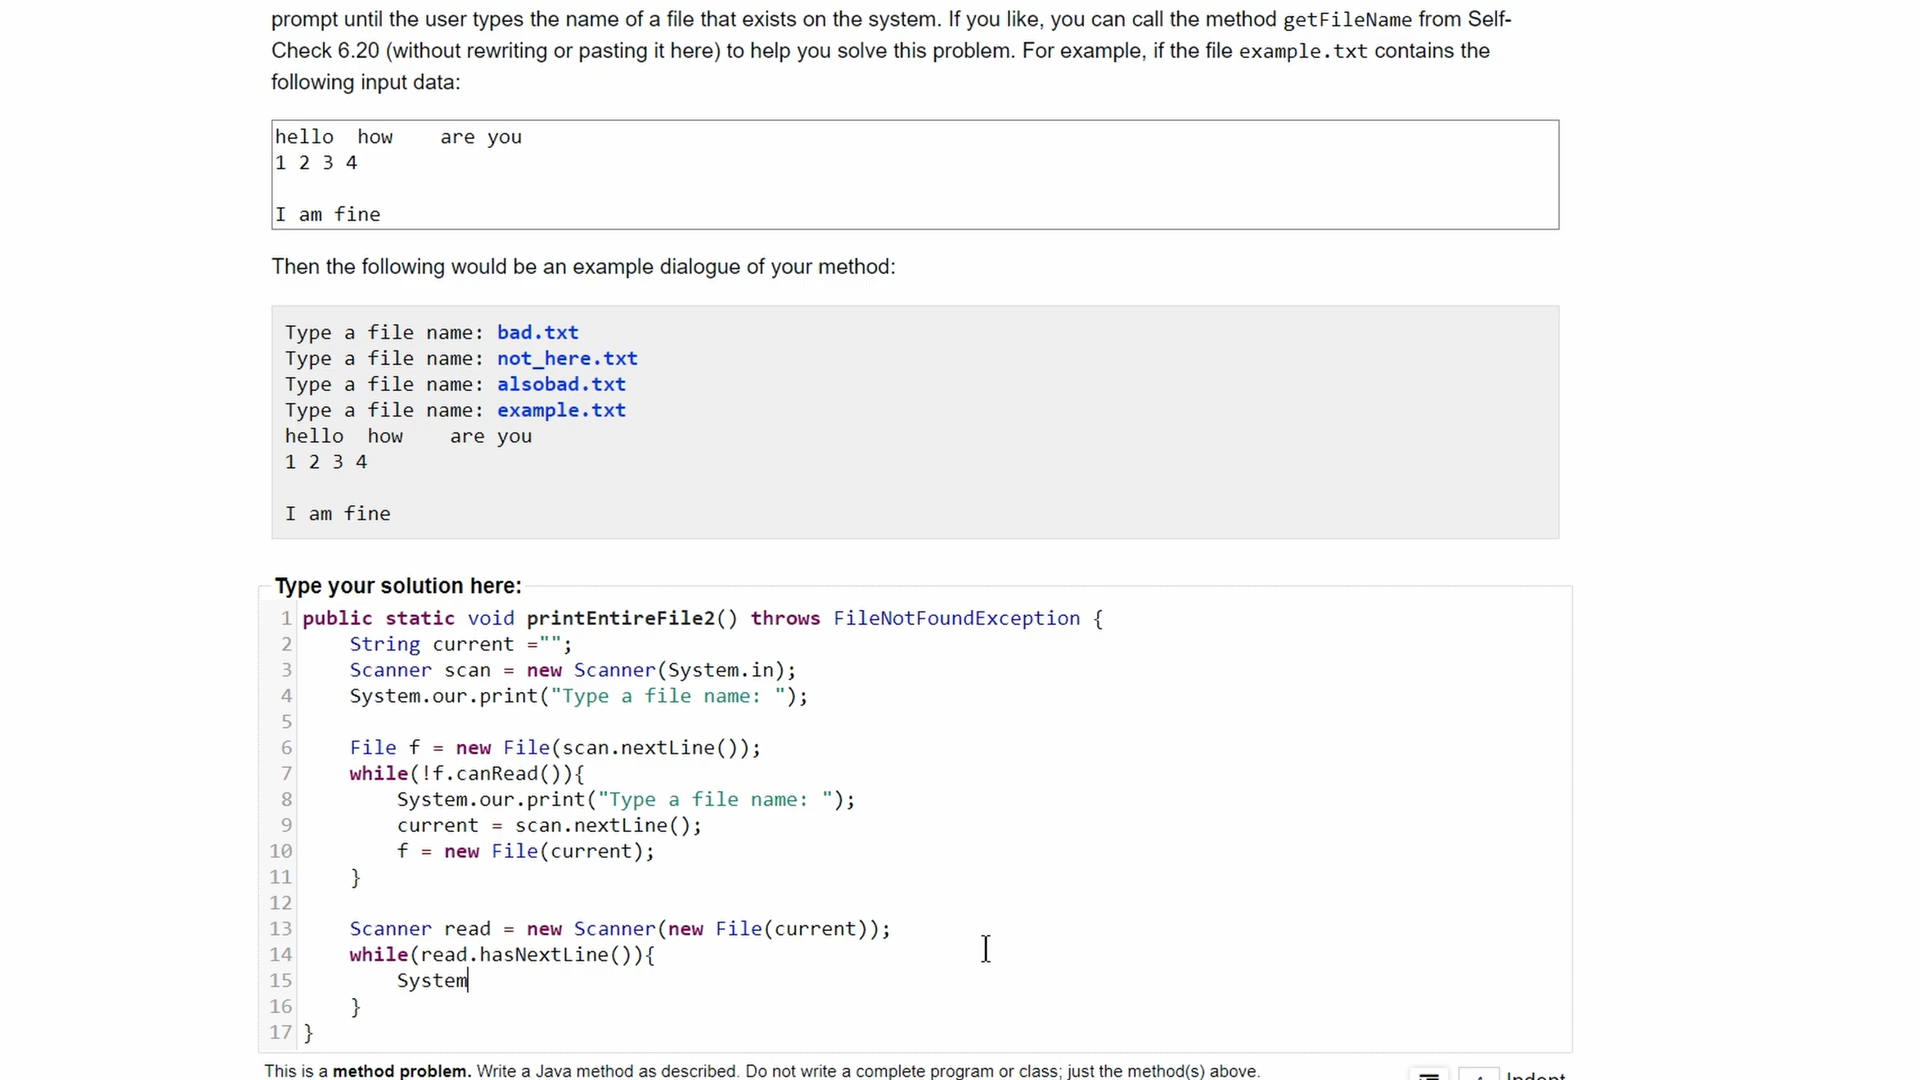 prompt until the user types the name of a file that exists on the system. If you like, you can call the method getFileName from Self-
Check 6.20 (without rewriting or pasting it here) to help you solve this problem. For example, if the file example.txt contains the
following input data:
hello  how    are you
1 2 3 4
I am fine
Then the following would be an example dialogue of your method:
Type a file name: bad.txt
Type a file name: not_here.txt
Type a file name: alsobad.txt
Type a file name: example.txt
hello  how    are you
1 2 3 4
I am fine
Type your solution here:
1 public static void printEntireFile2() throws FileNotFoundException {
2     String current ="";
3     Scanner scan = new Scanner(System.in);
4     System.our.print("Type a file name: ");
5
6     File f = new File(scan.nextLine());
7     while(!f.canRead()){
8         System.our.print("Type a file name: ");
9         current = scan.nextLine();
10         f = new File(current);
11     }
12
13     Scanner read = new Scanner(new File(current));
14     while(read.hasNextLine()){
15         System
16     }
17 }
This is a method problem. Write a Java method as described. Do not write a complete program or class; just the method(s) above.
Indent